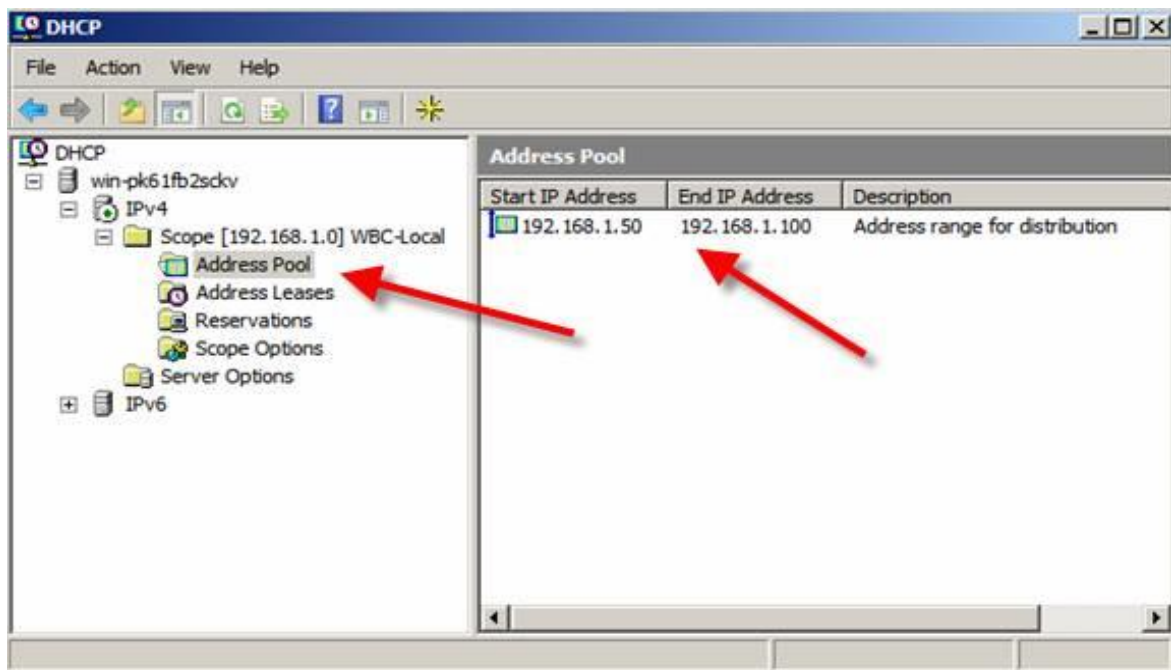 DHCP
File Action View Help
DHCP
win-pk61fb2sckv
IPv4
Scope [192.168.1.0] WBC-Local
Address Pool
Address Leases
Reservations
Scope Options
Server Options
IPv6
Address Pool
Start IP Address End IP Address Description
192.168.1.50 192.168.1.100 Address range for distribution